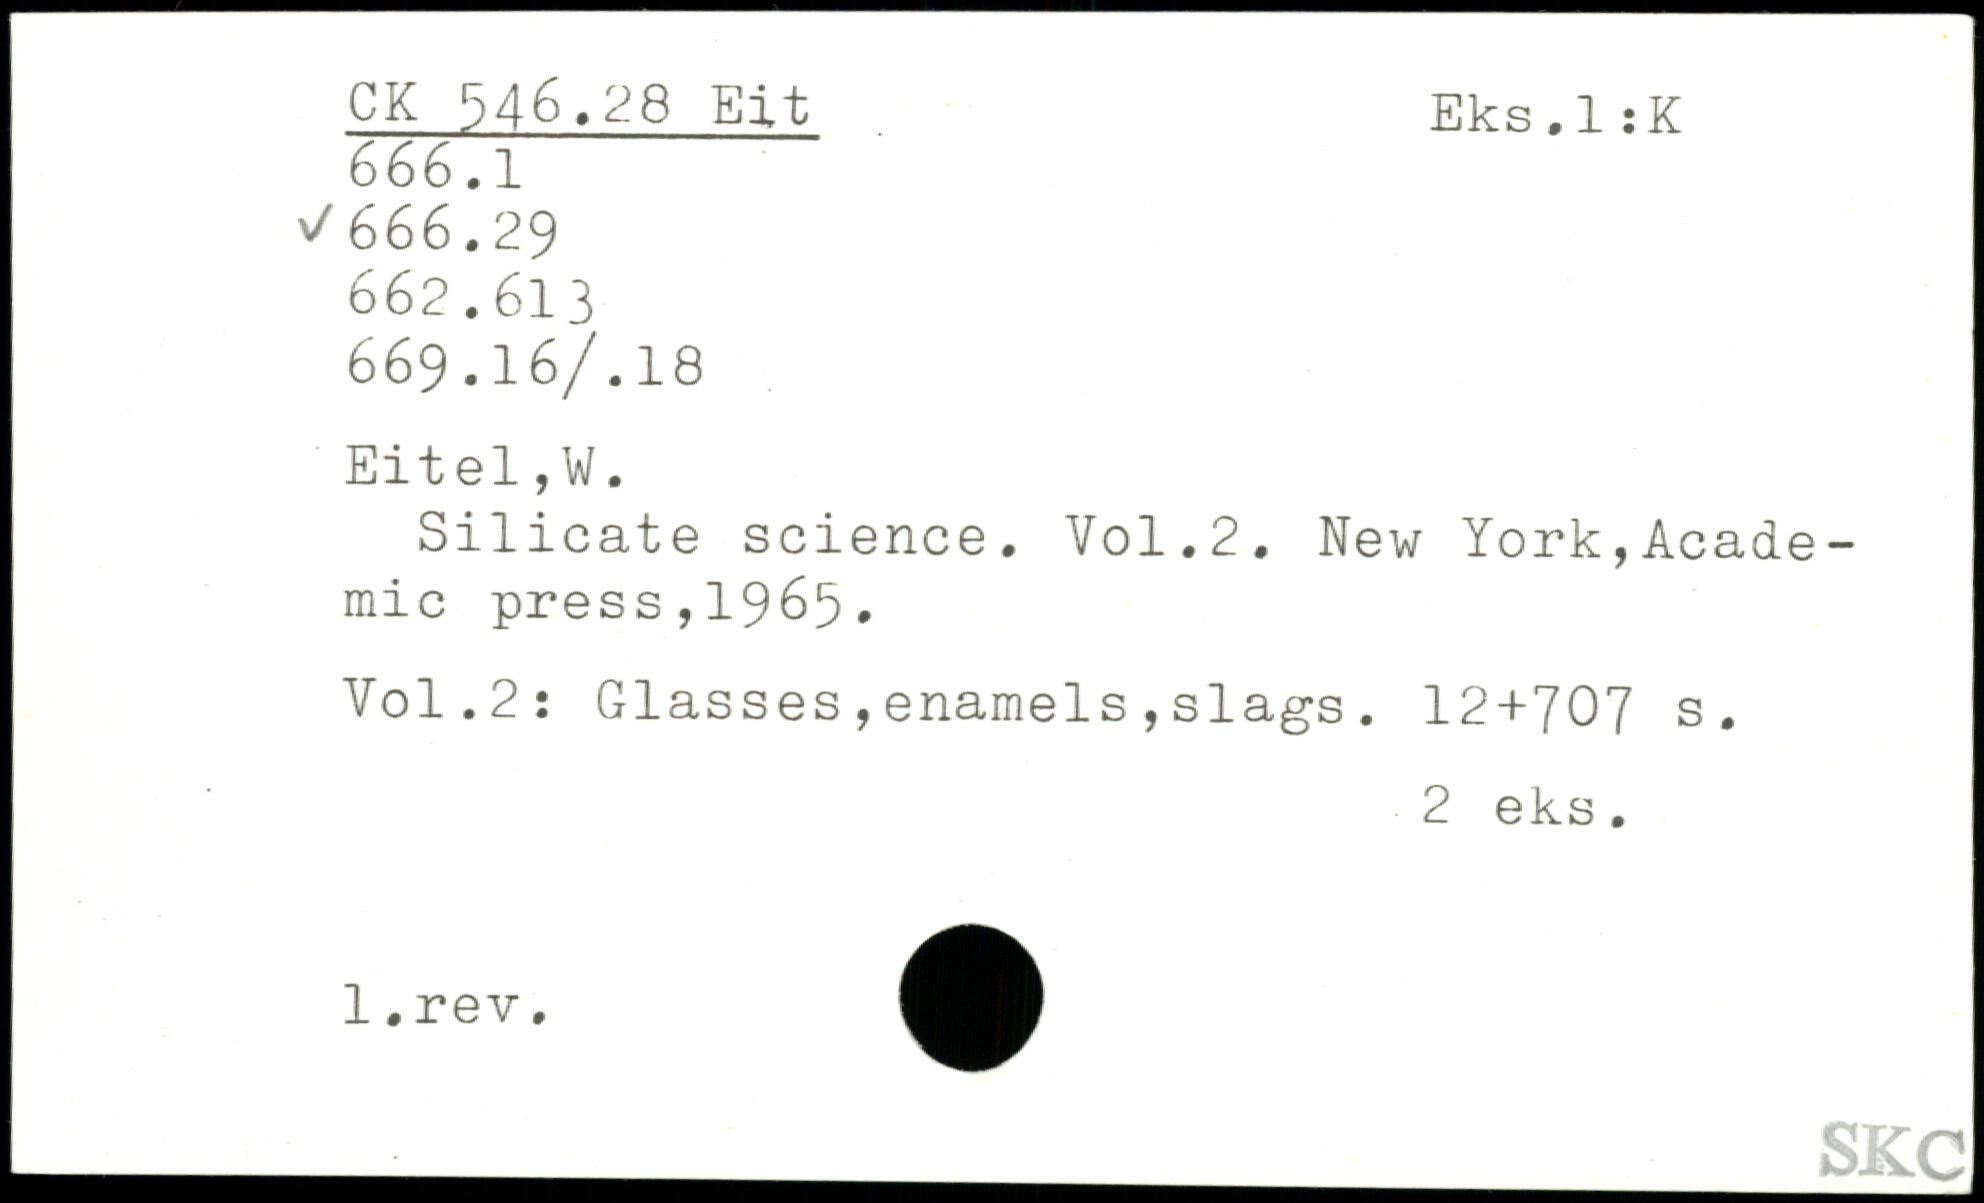 CK 546.28 Eit
Eks.1:K
666.1
✓ 666.29
662.613
669.16/.18
Eitel,W.
Silicate science. Vol.2. New York,Acade-
mic press,1965.
Vol.2: Glasses,enamels,slags. 12+707 s.
2 eks.
1.rev.
SKC